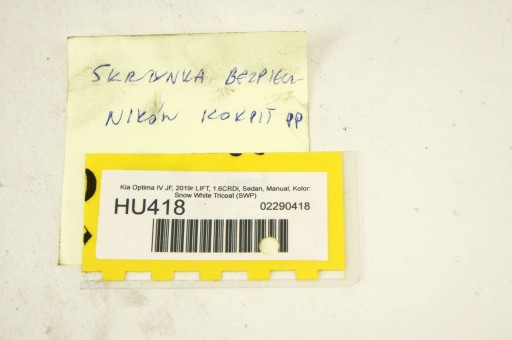 SKRZYNKA BEZPIECZ
NIKÓW KOKPIT PP
Kia Optima IV JF, 2019r LIFT, 1.6CRDi, Sedan, Manual, Kolor:
Snow White Tricoat (SWP)
HU418 02290418